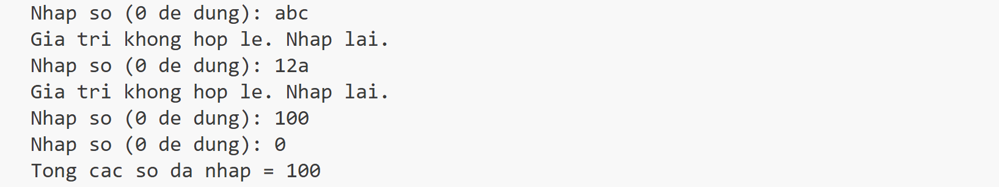 Nhap so (0 de dung): abc
Gia tri khong hop le. Nhap lai.
Nhap so (0 de dung): 12a
Gia tri khong hop le. Nhap lai.
Nhap so (0 de dung): 100
Nhap so (0 de dung): 0
Tong cac so da nhap = 100